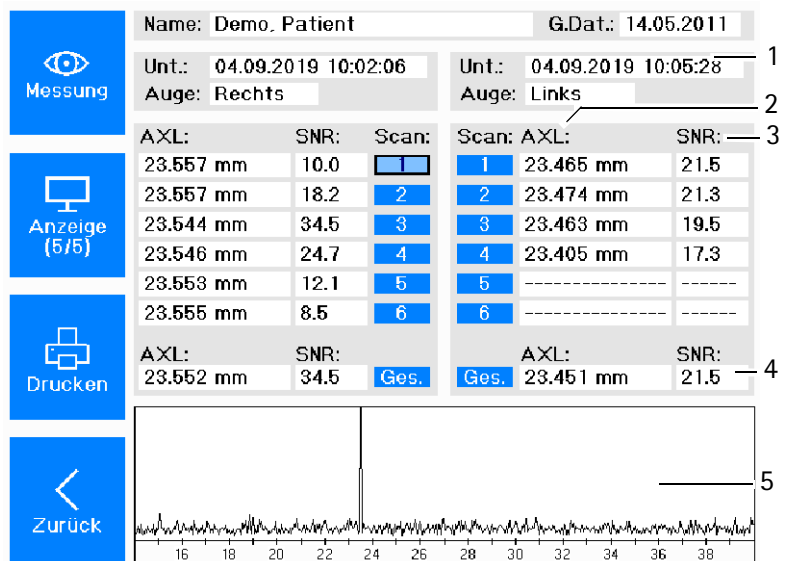 Name: Demo, Patient G.Dat.: 14.05.2011
Messung
Unt.: 04.09.2019 10:02:06
Auge: Rechts
Unt.: 04.09.2019 10:05:28
Auge: Links
1
2
3
AXL: SNR: Scan:
23.557 mm 10.0 1
23.557 mm 18.2 2
23.544 mm 34.5 3
23.546 mm 24.7 4
23.553 mm 12.1 5
23.555 mm 8.5 6
AXL: SNR:
23.552 mm 34.5 Ges.
Scan: AXL: SNR:
1 23.465 mm 21.5
2 23.474 mm 21.3
3 23.463 mm 19.5
4 23.405 mm 17.3
5 -------------- ------
6 -------------- ------
AXL: SNR:
Ges. 23.451 mm 21.5
4
Anzeige
(5/5)
Drucken
Zurück
5
16 18 20 22 24 26 28 30 32 34 36 38